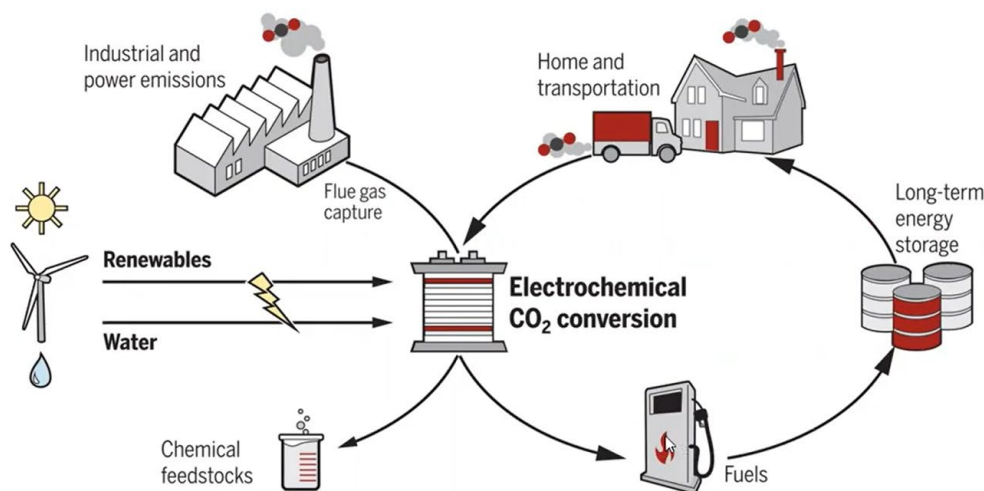 Industrial and
power emissions
Home and
transportation
Flue gas
capture
Long-term
energy
storage
Renewables
Electrochemical
CO₂ conversion
Water
Chemical
feedstocks
Fuels